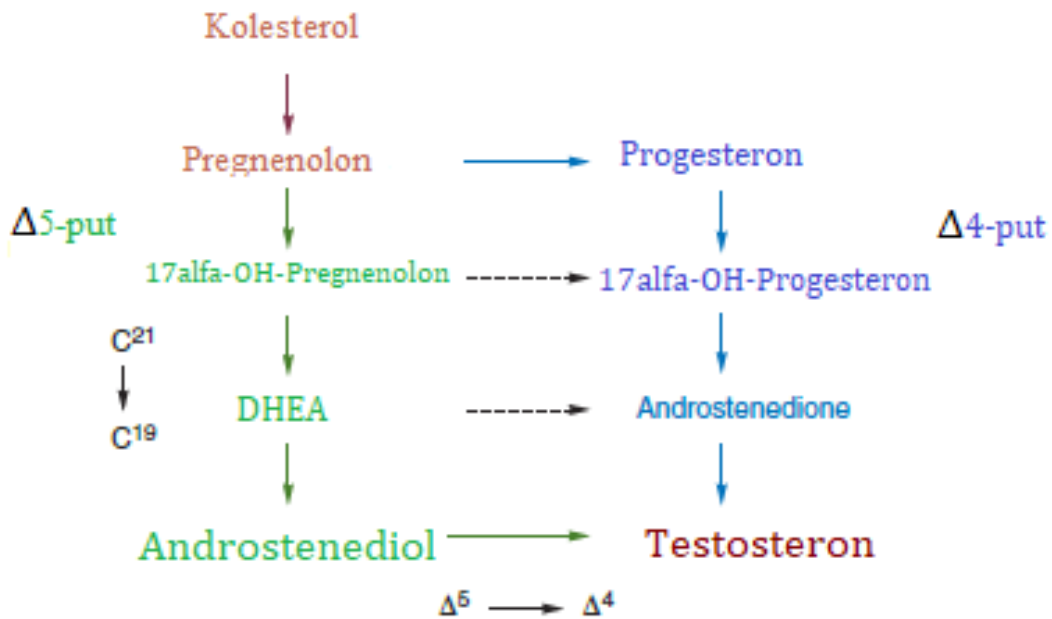 Kolesterol
Pregnenolon
Progesteron
Δ5-put
Δ4-put
17alfa-OH-Pregnenolon
17alfa-OH-Progesteron
C²¹
DHEA
Androstenedione
C¹⁹
Androstenediol
Testosteron
Δ⁵
Δ⁴